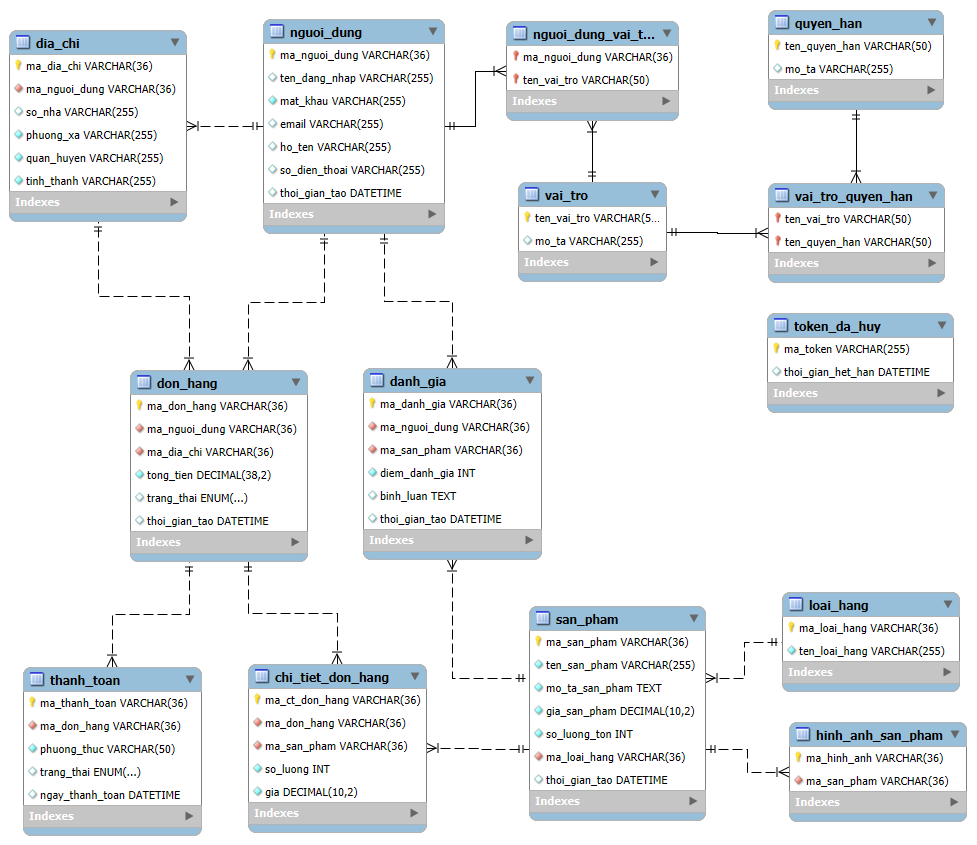 dia_chi
ma_dia_chi VARCHAR(36)
ma_nguoi_dung VARCHAR(36)
so_nha VARCHAR(255)
phuong_xa VARCHAR(255)
quan_huyen VARCHAR(255)
tinh_thanh VARCHAR(255)
Indexes
nguoi_dung
ma_nguoi_dung VARCHAR(36)
ten_dang_nhap VARCHAR(255)
mat_khau VARCHAR(255)
email VARCHAR(255)
ho_ten VARCHAR(255)
so_dien_thoai VARCHAR(255)
thoi_gian_tao DATETIME
Indexes
nguoi_dung_vai_t...
ma_nguoi_dung VARCHAR(36)
ten_vai_tro VARCHAR(50)
Indexes
quyen_han
ten_quyen_han VARCHAR(50)
mo_ta VARCHAR(255)
Indexes
vai_tro
ten_vai_tro VARCHAR(5...
mo_ta VARCHAR(255)
Indexes
vai_tro_quyen_han
ten_vai_tro VARCHAR(50)
ten_quyen_han VARCHAR(50)
Indexes
token_da_huy
ma_token VARCHAR(255)
thoi_gian_het_han DATETIME
Indexes
don_hang
ma_don_hang VARCHAR(36)
ma_nguoi_dung VARCHAR(36)
ma_dia_chi VARCHAR(36)
tong_tien DECIMAL(38,2)
trang_thai ENUM(...)
thoi_gian_tao DATETIME
Indexes
danh_gia
ma_danh_gia VARCHAR(36)
ma_nguoi_dung VARCHAR(36)
ma_san_pham VARCHAR(36)
diem_danh_gia INT
binh_luan TEXT
thoi_gian_tao DATETIME
Indexes
thanh_toan
ma_thanh_toan VARCHAR(36)
ma_don_hang VARCHAR(36)
phuong_thuc VARCHAR(50)
trang_thai ENUM(...)
ngay_thanh_toan DATETIME
Indexes
chi_tiet_don_hang
ma_ct_don_hang VARCHAR(36)
ma_don_hang VARCHAR(36)
ma_san_pham VARCHAR(36)
so_luong INT
gia DECIMAL(10,2)
Indexes
san_pham
ma_san_pham VARCHAR(36)
ten_san_pham VARCHAR(255)
mo_ta_san_pham TEXT
gia_san_pham DECIMAL(10,2)
so_luong_ton INT
ma_loai_hang VARCHAR(36)
thoi_gian_tao DATETIME
Indexes
loai_hang
ma_loai_hang VARCHAR(36)
ten_loai_hang VARCHAR(255)
Indexes
hinh_anh_san_pham
ma_hinh_anh VARCHAR(36)
ma_san_pham VARCHAR(36)
Indexes